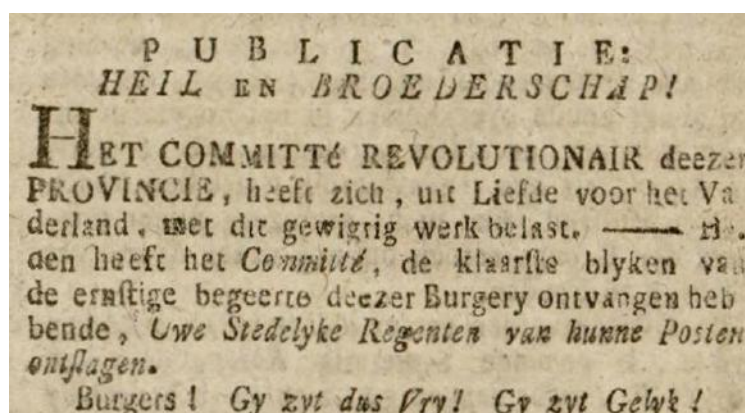 PUBLICATIE:
HEIL EN BROEDERSCHAP!
HET COMMITTé REVOLUTIONAIR deezer
PROVINCIE, heeft zich, uit Liefde voor het Va
derland, met dit gewigtig werk belast. ——
den heeft het Committé, de klaarſte blyken van
de ernſtige begeerte deezer Burgery ontvangen heb
bende, Uwe Stedelyke Regenten van hunne Posten
ontſlagen.
Burgers! Gy zyt dus Vry! Gy zyt Gelyk!